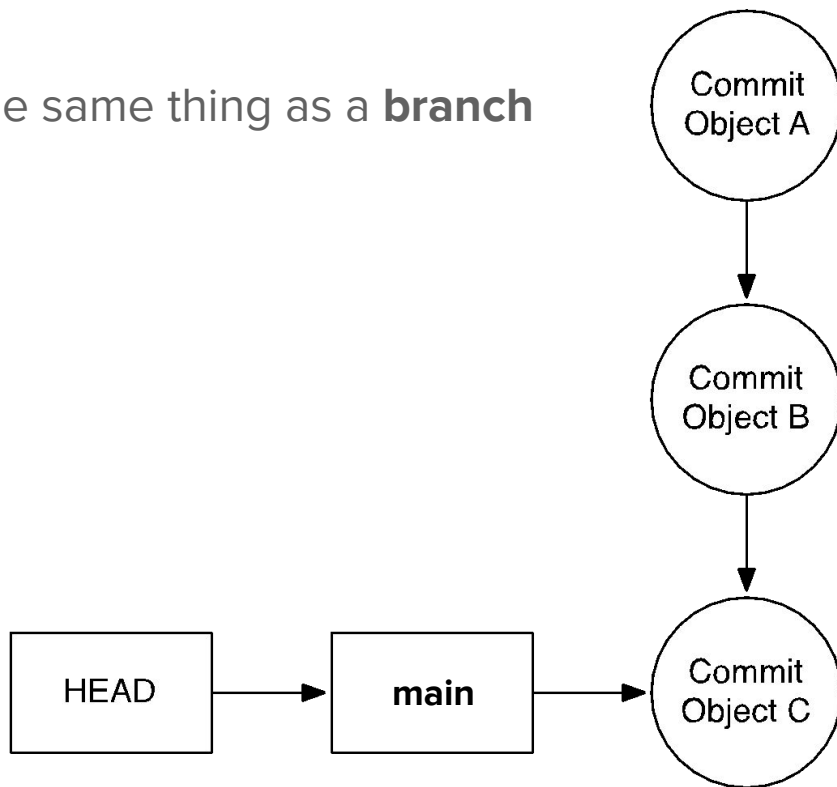 e same thing as a branch
Commit
Object A
Commit
Object B
HEAD
main
Commit
Object C